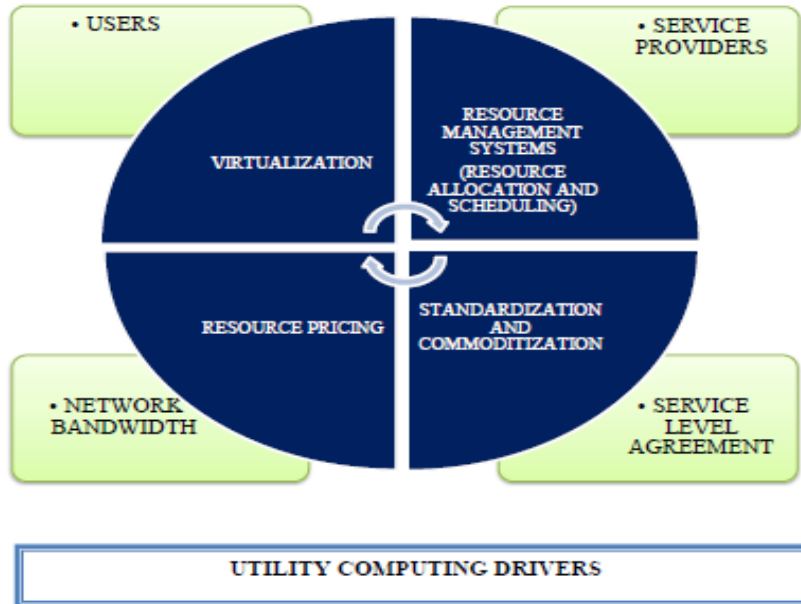 • USERS
• SERVICE
PROVIDERS
VIRTUALIZATION
RESOURCE
MANAGEMENT
SYSTEMS
(RESOURCE
ALLOCATION AND
SCHEDULING)
RESOURCE PRICING
STANDARDIZATION
AND
COMMODITIZATION
• NETWORK
BANDWIDTH
• SERVICE
LEVEL
AGREEMENT
UTILITY COMPUTING DRIVERS